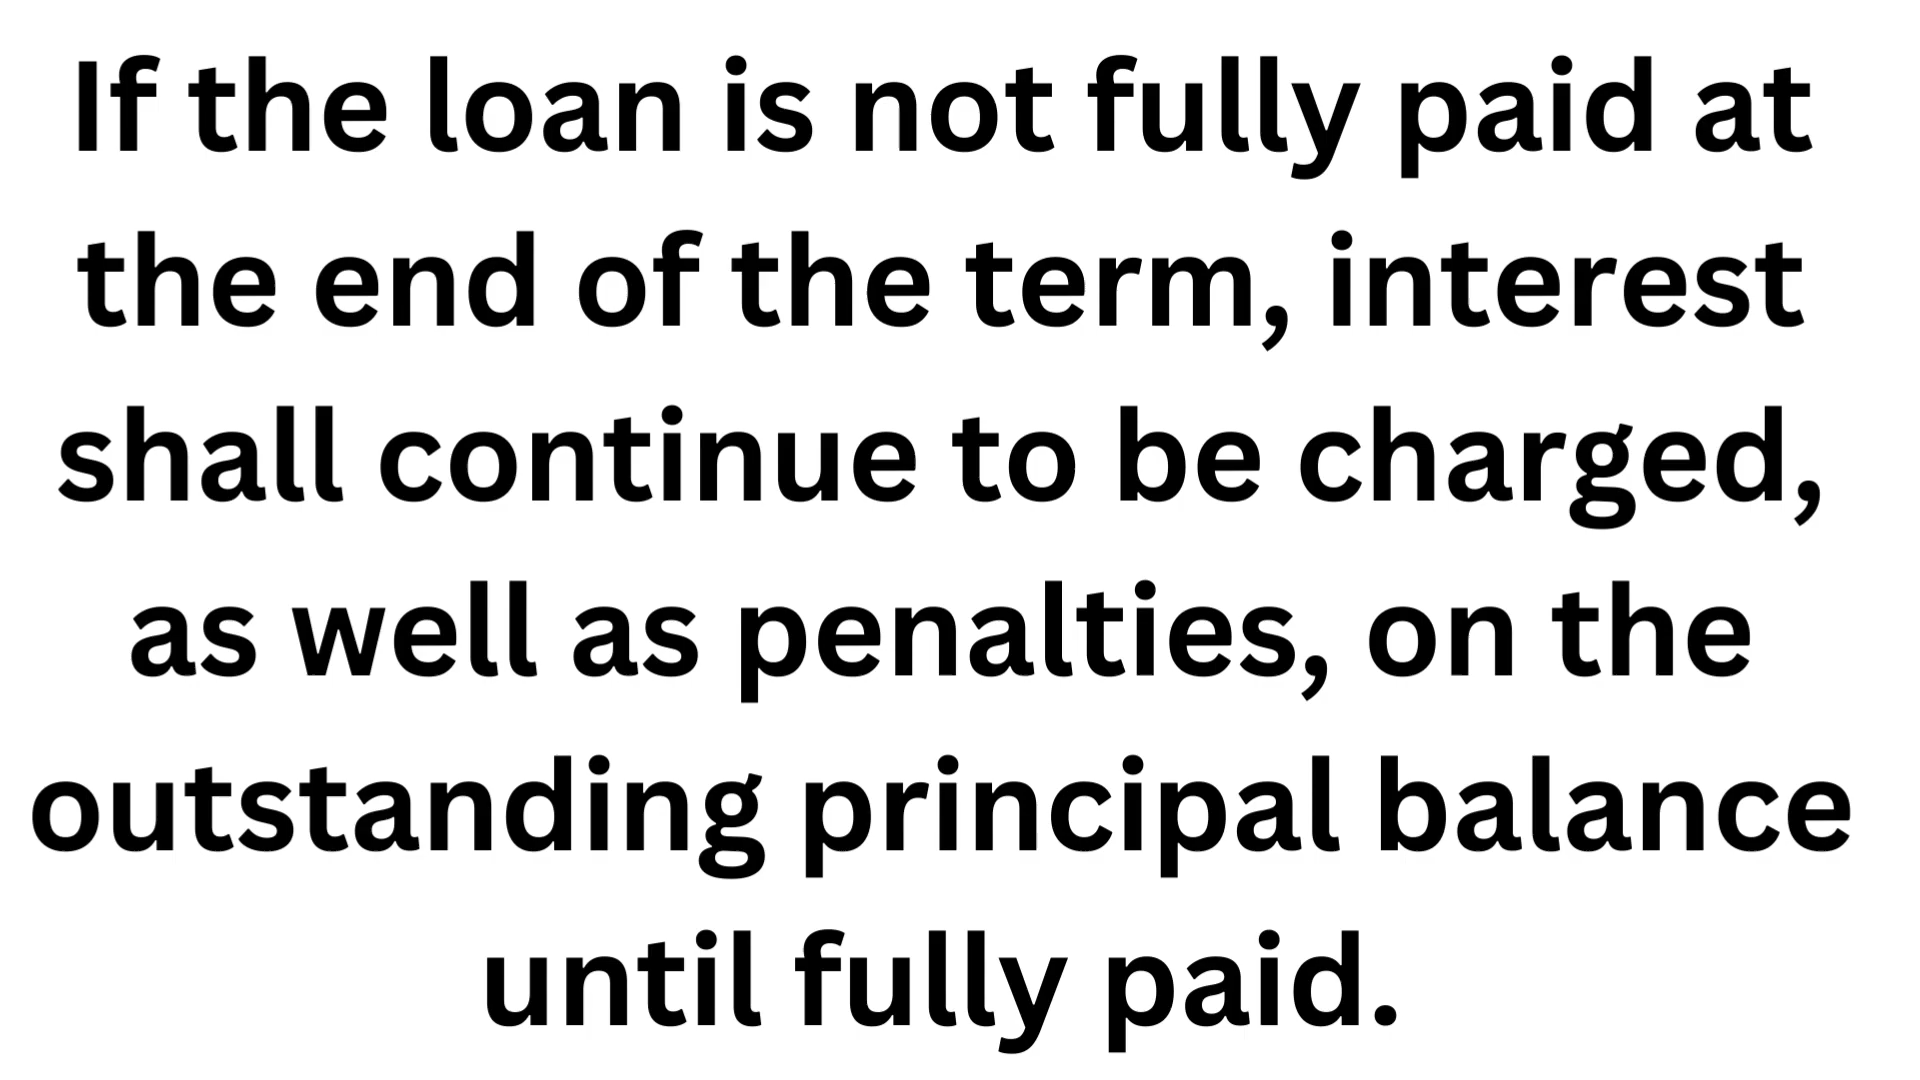 If the loan is not fully paid at
the end of the term, interest
shall continue to be charged,
as well as penalties, on the
outstanding principal balance
until fully paid.